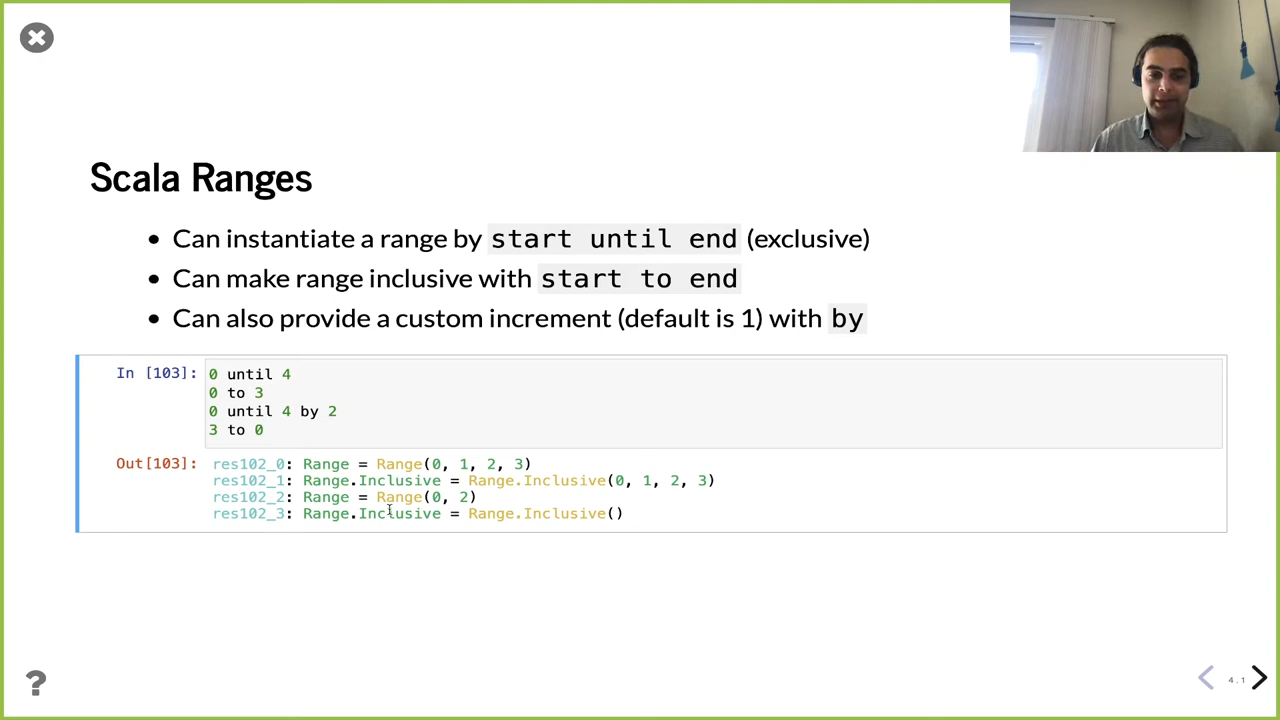 Scala Ranges
• Can instantiate a range by start until end (exclusive)
• Can make range inclusive with start to end
• Can also provide a custom increment (default is 1) with by
In [103]: 0 until 4
0 to 3
0 until 4 by 2
3 to 0
Out[103]: res102_0: Range = Range(0, 1, 2, 3)
res102_1: Range.Inclusive = Range.Inclusive(0, 1, 2, 3)
res102_2: Range = Range(0, 2)
res102_3: Range.Inclusive = Range.Inclusive()
?
4.1